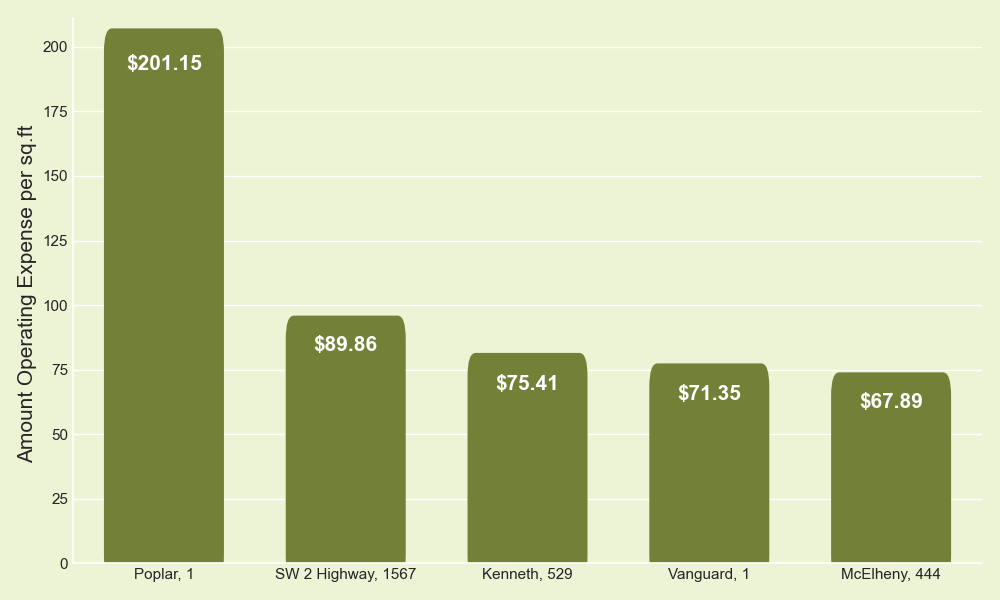 Amount Operating Expense per sq.ft
200
175
150
125
100
75
50
25
0
$201.15
$89.86
$75.41
$71.35
$67.89
Poplar, 1
SW 2 Highway, 1567
Kenneth, 529
Vanguard, 1
McElheny, 444